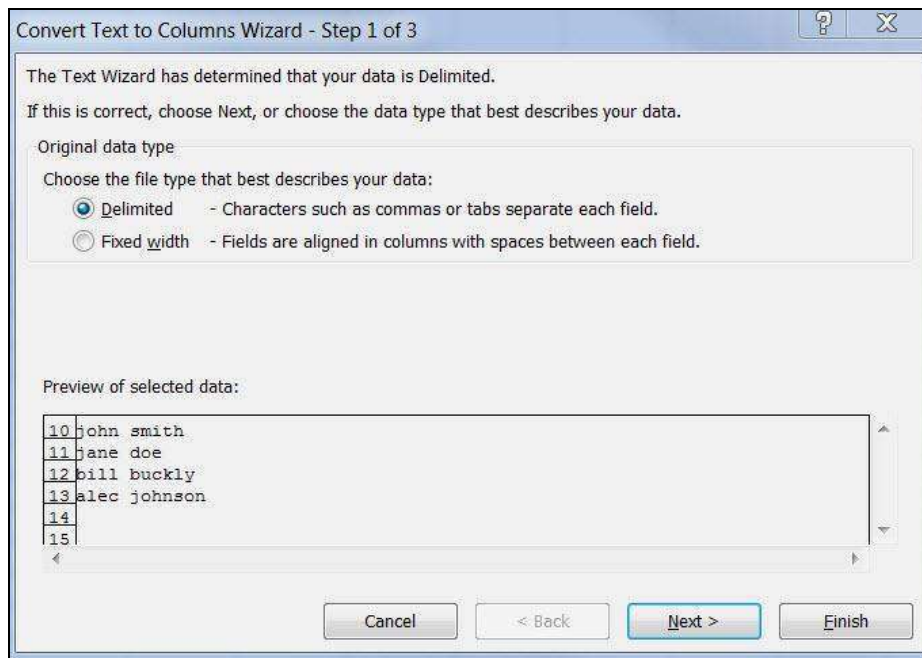 Convert Text to Columns Wizard - Step 1 of 3
The Text Wizard has determined that your data is Delimited.
If this is correct, choose Next, or choose the data type that best describes your data.
Original data type
Choose the file type that best describes your data:
Delimited - Characters such as commas or tabs separate each field.
Fixed width - Fields are aligned in columns with spaces between each field.
Preview of selected data:
10 john smith
11 jane doe
12 bill buckly
13 alec johnson
14
15
Cancel < Back Next > Finish